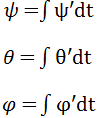 ψ =∫ ψ′dt
θ =∫ θ′dt
φ =∫ φ′dt